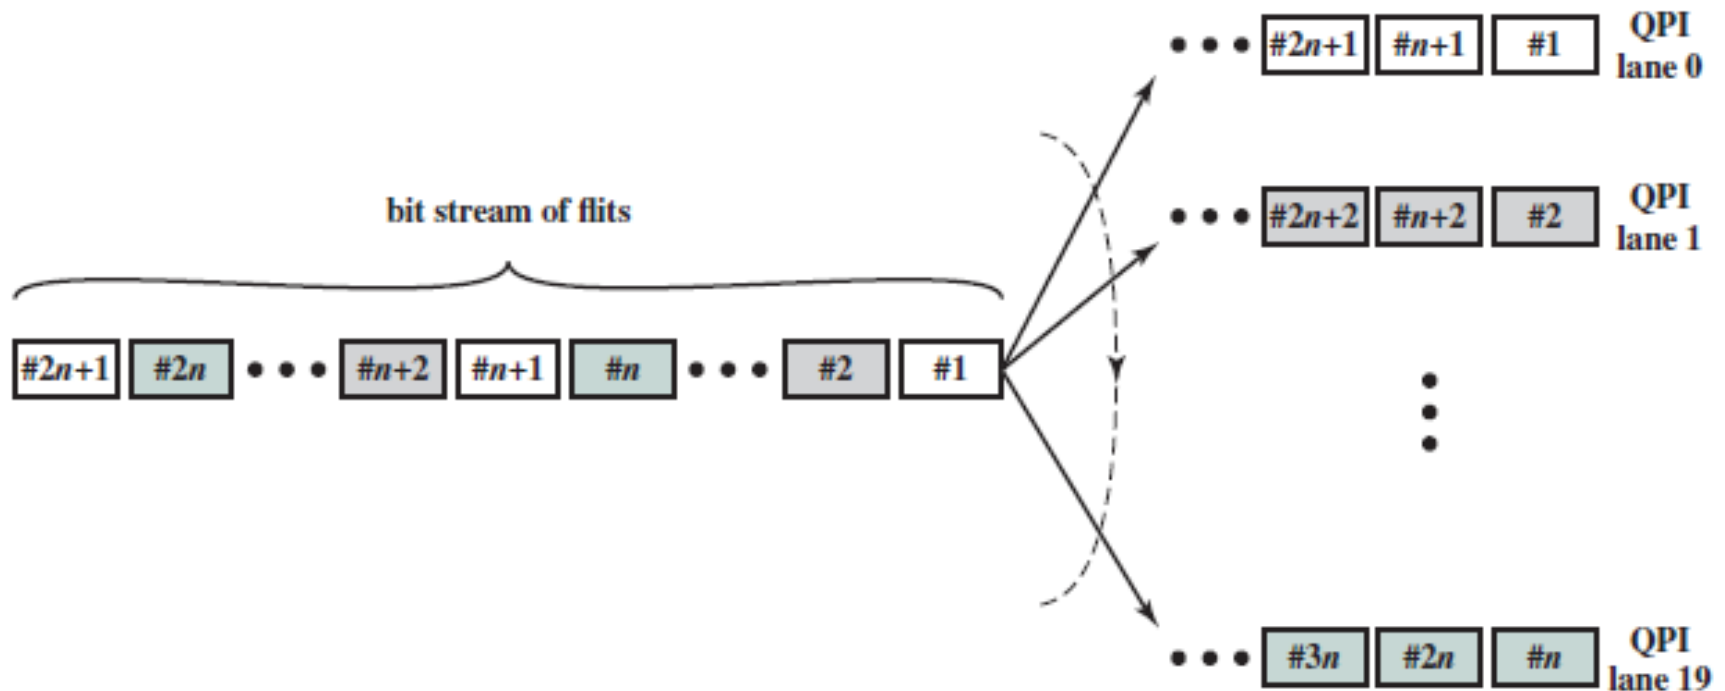 #2n+1 #n+1 #1
QPI
lane 0
#2n+2 #n+2 #2
QPI
lane 1
bit stream of flits
#2n+1 #2n #n+2 #n+1 #n #2 #1
#3n #2n #n
QPI
lane 19